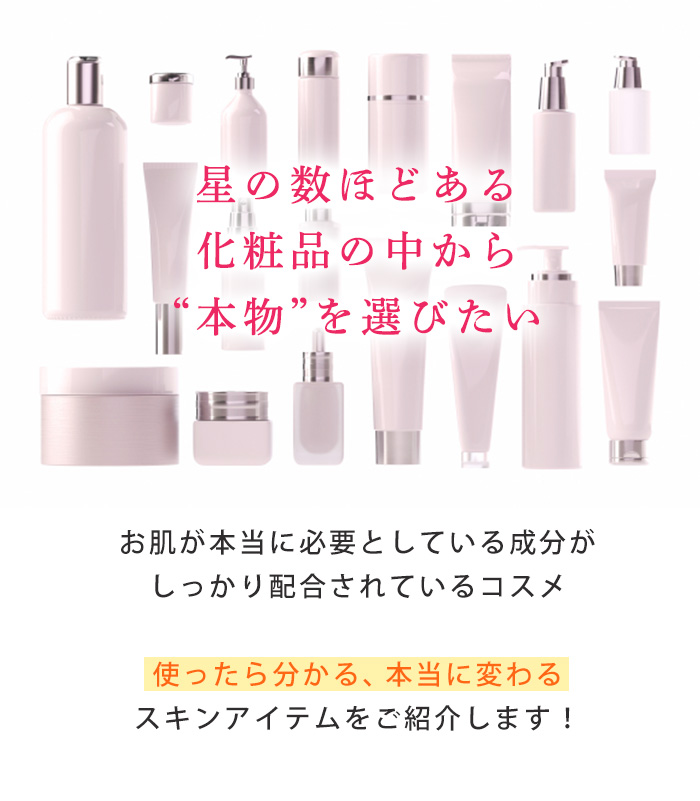 星の数ほどある
化粧品の中から
“本物”を選びたい
お肌が本当に必要としている成分が
しっかり配合されているコスメ
使ったら分かる、本当に変わる
スキンアイテムをご紹介します！